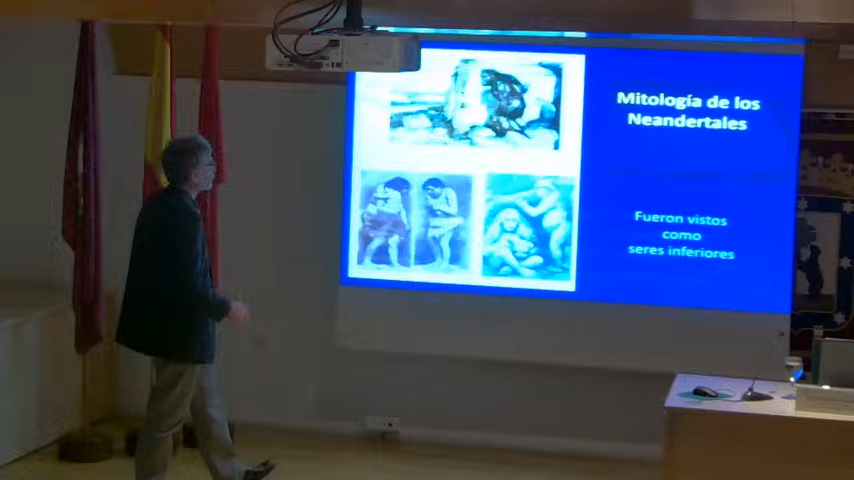 Mitología de los
Neandertales
Fueron vistos
como
seres inferiores